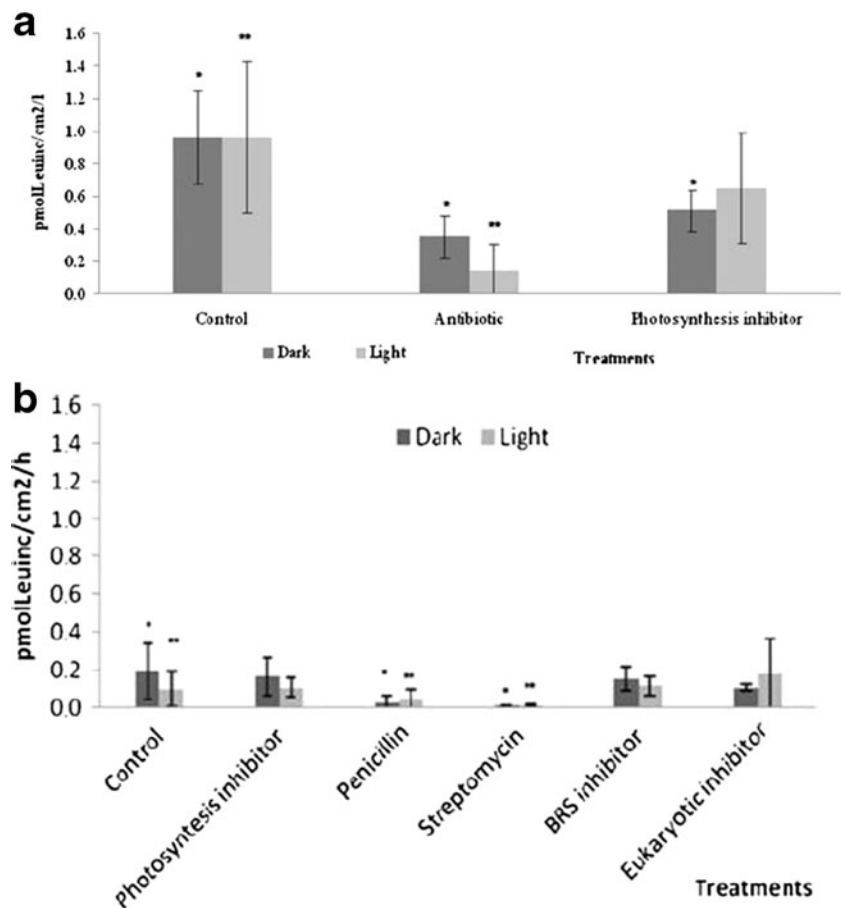 a
1.6
1.4
1.2
1.0
0.8
0.6
0.4
0.2
0.0
pmolLeuinc/cm2/l
* ** * ** *
Control Antibiotic Photosynthesis inhibitor
Dark Light Treatments
b
1.6
1.4
1.2
1.0
0.8
0.6
0.4
0.2
0.0
pmolLeuinc/cm2/h
Dark Light
* ** * ** * **
Control
Photosyntesis inhibitor
Penicillin
Streptomycin
BRS inhibitor
Eukaryotic inhibitor
Treatments